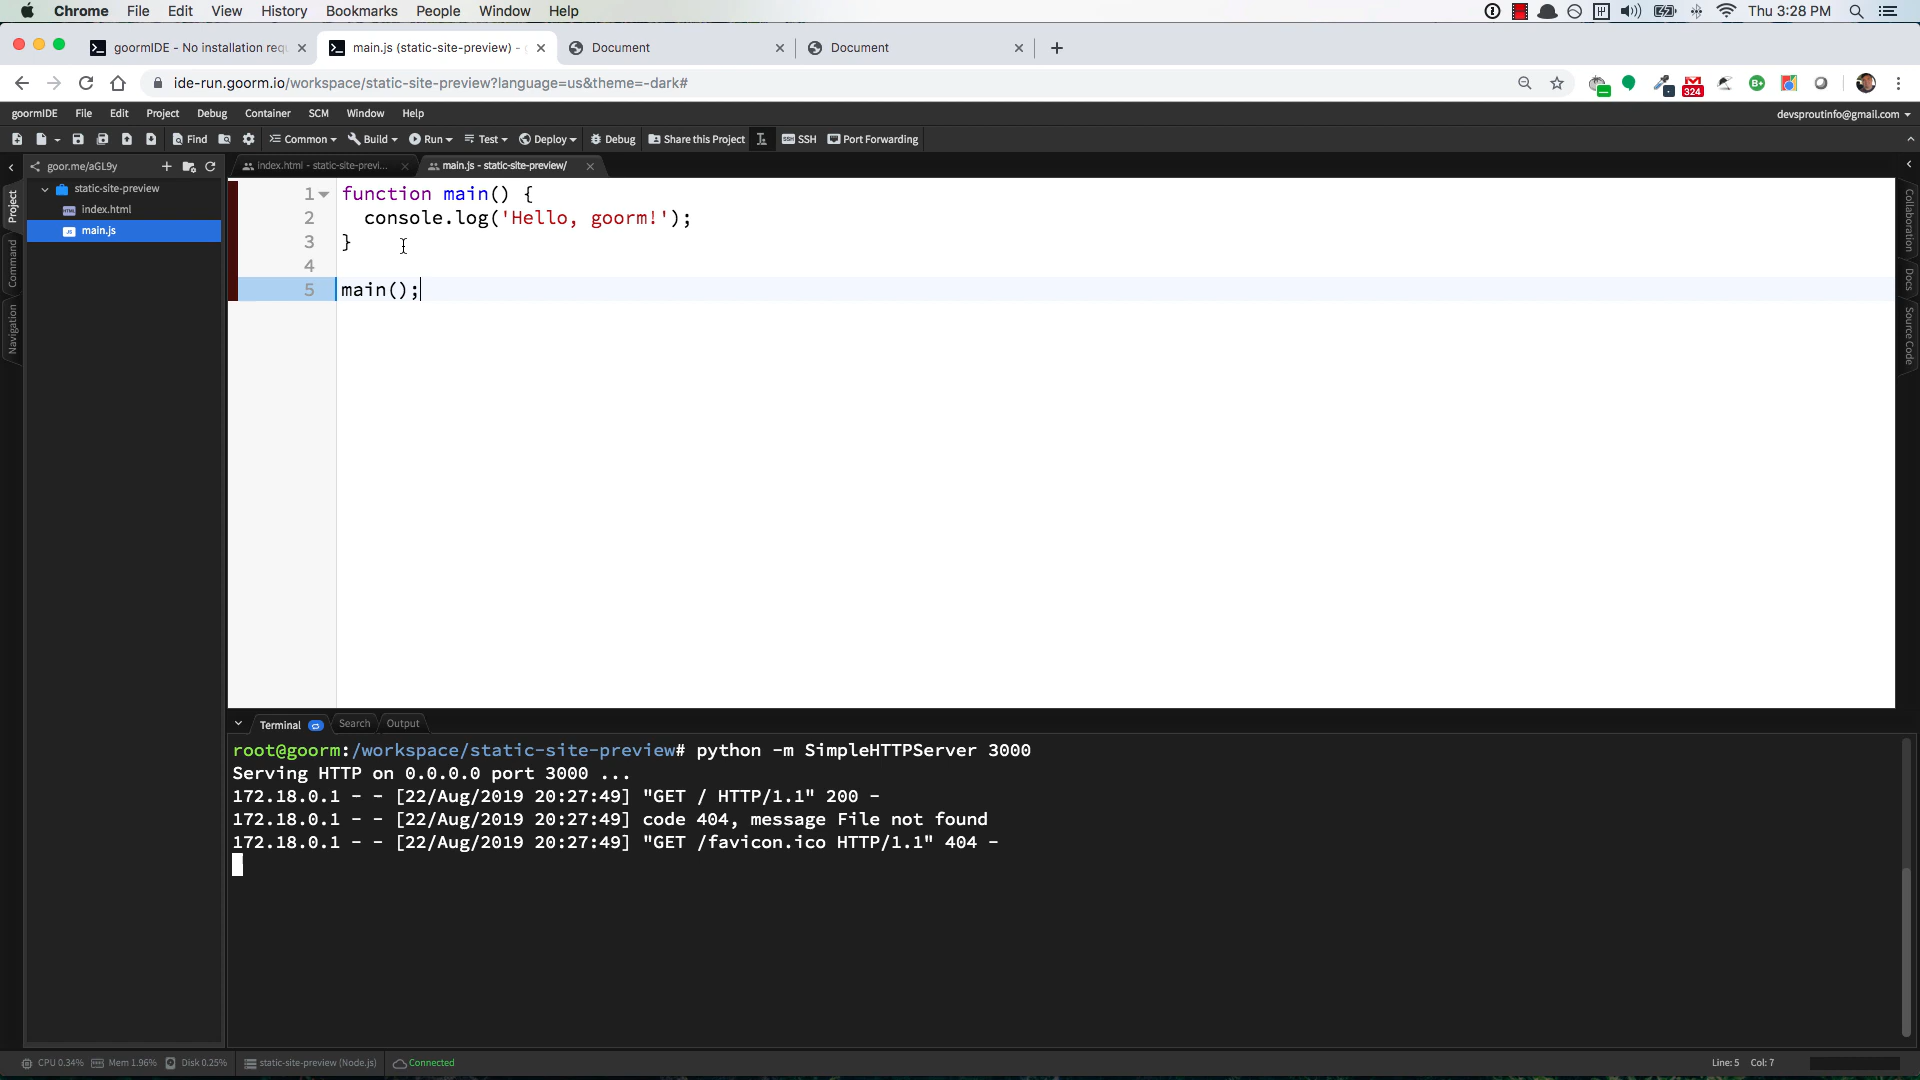 Chrome File Edit View History Bookmarks People Window Help Thu 3:28 PM
goormIDE - No installation requ main.js (static-site-preview) - Document Document
ide-run.goorm.io/workspace/static-site-preview?language=us&theme=-dark#
324 B+
goormIDE File Edit Project Debug Container SCM Window Help devsproutinfo@gmail.com
Find Common Build Run Test Deploy Debug Share this Project SSH Port Forwarding
goor.me/aGL9y
index.html - static-site-previ... main.js - static-site-preview/
static-site-preview
index.html
main.js
Project
Command
Navigation
1 function main() {
2 console.log('Hello, goorm!');
3 }
4
5 main();
Collaboration
Docs
Source Code
Terminal Search Output
root@goorm:/workspace/static-site-preview# python -m SimpleHTTPServer 3000
Serving HTTP on 0.0.0.0 port 3000 ...
172.18.0.1 - - [22/Aug/2019 20:27:49] "GET / HTTP/1.1" 200 -
172.18.0.1 - - [22/Aug/2019 20:27:49] code 404, message File not found
172.18.0.1 - - [22/Aug/2019 20:27:49] "GET /favicon.ico HTTP/1.1" 404 -
CPU 0.34% Mem 1.96% Disk 0.25% static-site-preview (Node.js) Connected Line: 5 Col: 7